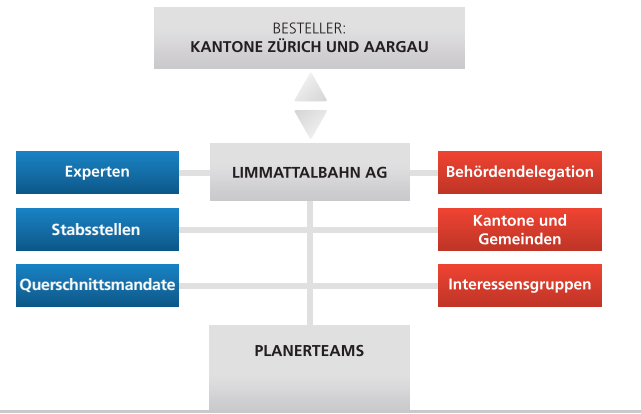 BESTELLER:
KANTONE ZÜRICH UND AARGAU
LIMMATTALBAHN AG
Experten
Stabsstellen
Querschnittsmandate
Behördendelegation
Kantone und
Gemeinden
Interessensgruppen
PLANERTEAMS